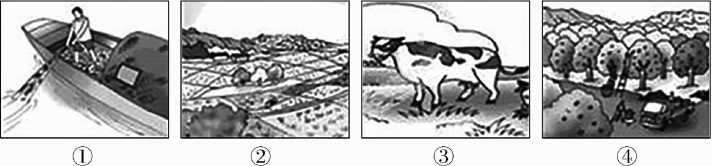 ① ② ③ ④